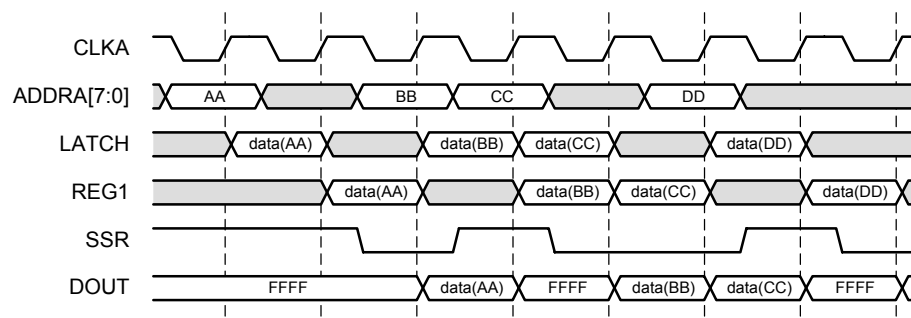 CLKA
ADDRA[7:0] AA BB CC DD
LATCH data(AA) data(BB) data(CC) data(DD)
REG1 data(AA) data(BB) data(CC) data(DD)
SSR
DOUT FFFF data(AA) FFFF data(BB) data(CC) FFFF